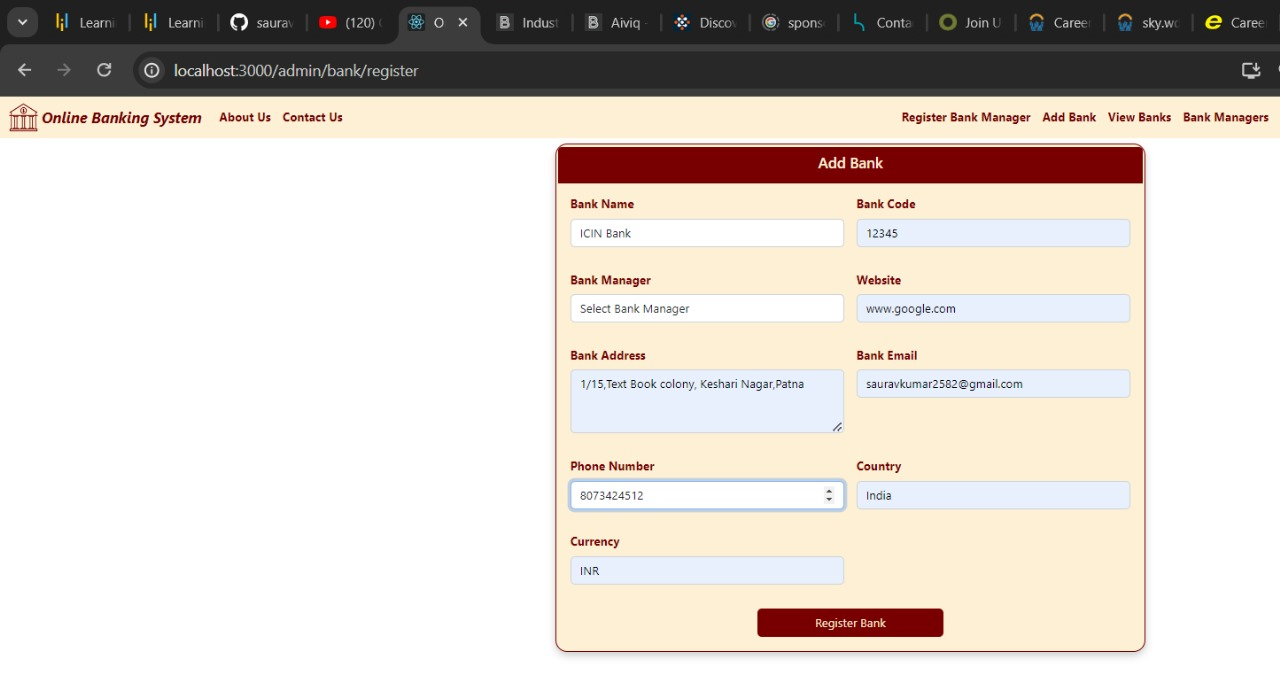 Learni
Learni
saurav
(120)
O
Indust
Aiviq -
Discov
spons
Conta
Join U
Career
sky.wo
Caree
localhost:3000/admin/bank/register
Online Banking System About Us Contact Us Register Bank Manager Add Bank View Banks Bank Managers
Add Bank
Bank Name Bank Code
ICIN Bank 12345
Bank Manager Website
Select Bank Manager www.google.com
Bank Address Bank Email
1/15,Text Book colony, Keshari Nagar,Patna sauravkumar2582@gmail.com
Phone Number Country
8073424512 India
Currency
INR
Register Bank